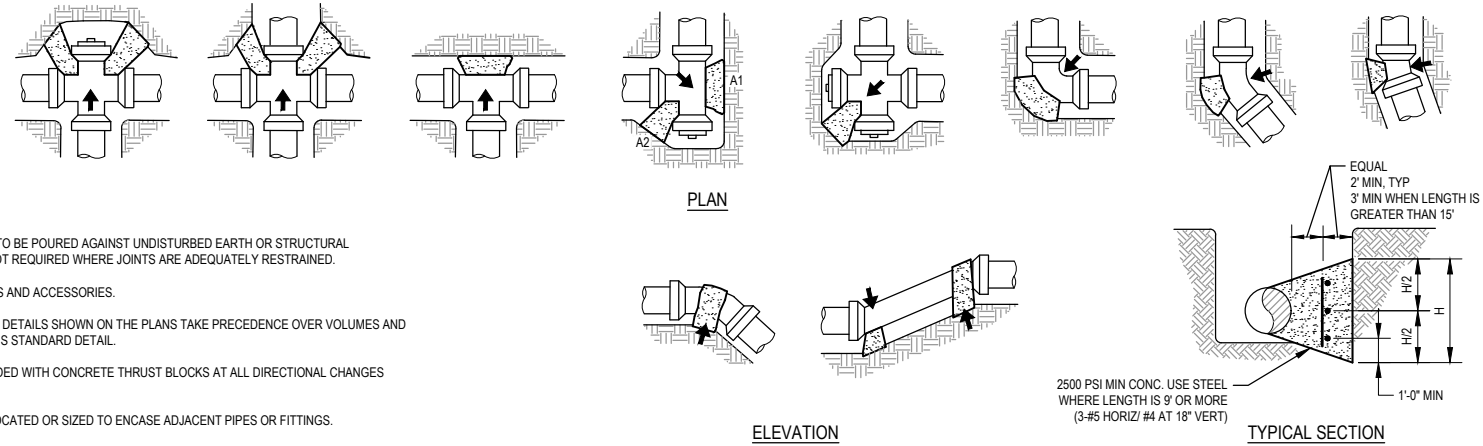 A1
A2
PLAN
TO BE POURED AGAINST UNDISTURBED EARTH OR STRUCTURAL
OT REQUIRED WHERE JOINTS ARE ADEQUATELY RESTRAINED.
S AND ACCESSORIES.
DETAILS SHOWN ON THE PLANS TAKE PRECEDENCE OVER VOLUMES AND
S STANDARD DETAIL.
DED WITH CONCRETE THRUST BLOCKS AT ALL DIRECTIONAL CHANGES
OCATED OR SIZED TO ENCASE ADJACENT PIPES OR FITTINGS.
ELEVATION
EQUAL
2' MIN, TYP
3' MIN WHEN LENGTH IS
GREATER THAN 15'
H/2
H
H/2
1'-0" MIN
2500 PSI MIN CONC. USE STEEL
WHERE LENGTH IS 9' OR MORE
(3-#5 HORIZ/ #4 AT 18" VERT)
TYPICAL SECTION